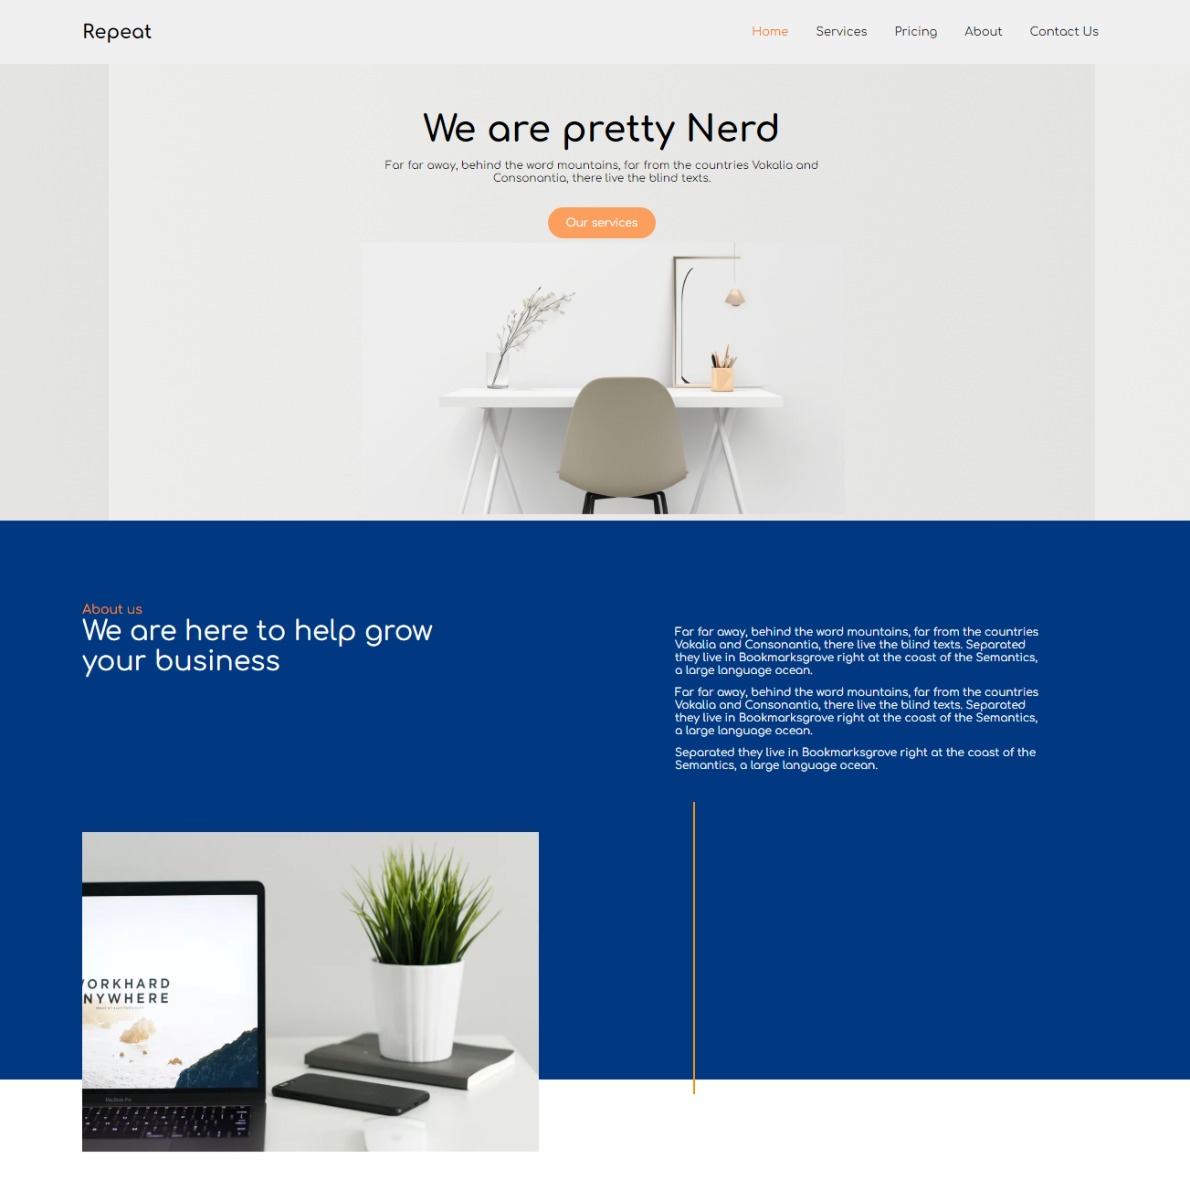 Repeat
Home Services Pricing About Contact Us
We are pretty Nerd
Far far away, behind the word mountains, far from the countries Vokalia and
Consonantia, there live the blind texts.
Our services
About us
We are here to help grow
your business
Far far away, behind the word mountains, far from the countries
Vokalia and Consonantia, there live the blind texts. Separated
they live in Bookmarksgrove right at the coast of the Semantics,
a large language ocean.
Far far away, behind the word mountains, far from the countries
Vokalia and Consonantia, there live the blind texts. Separated
they live in Bookmarksgrove right at the coast of the Semantics,
a large language ocean.
Separated they live in Bookmarksgrove right at the coast of the
Semantics, a large language ocean.
ORKHARD
NYWHERE
MacBook Pro